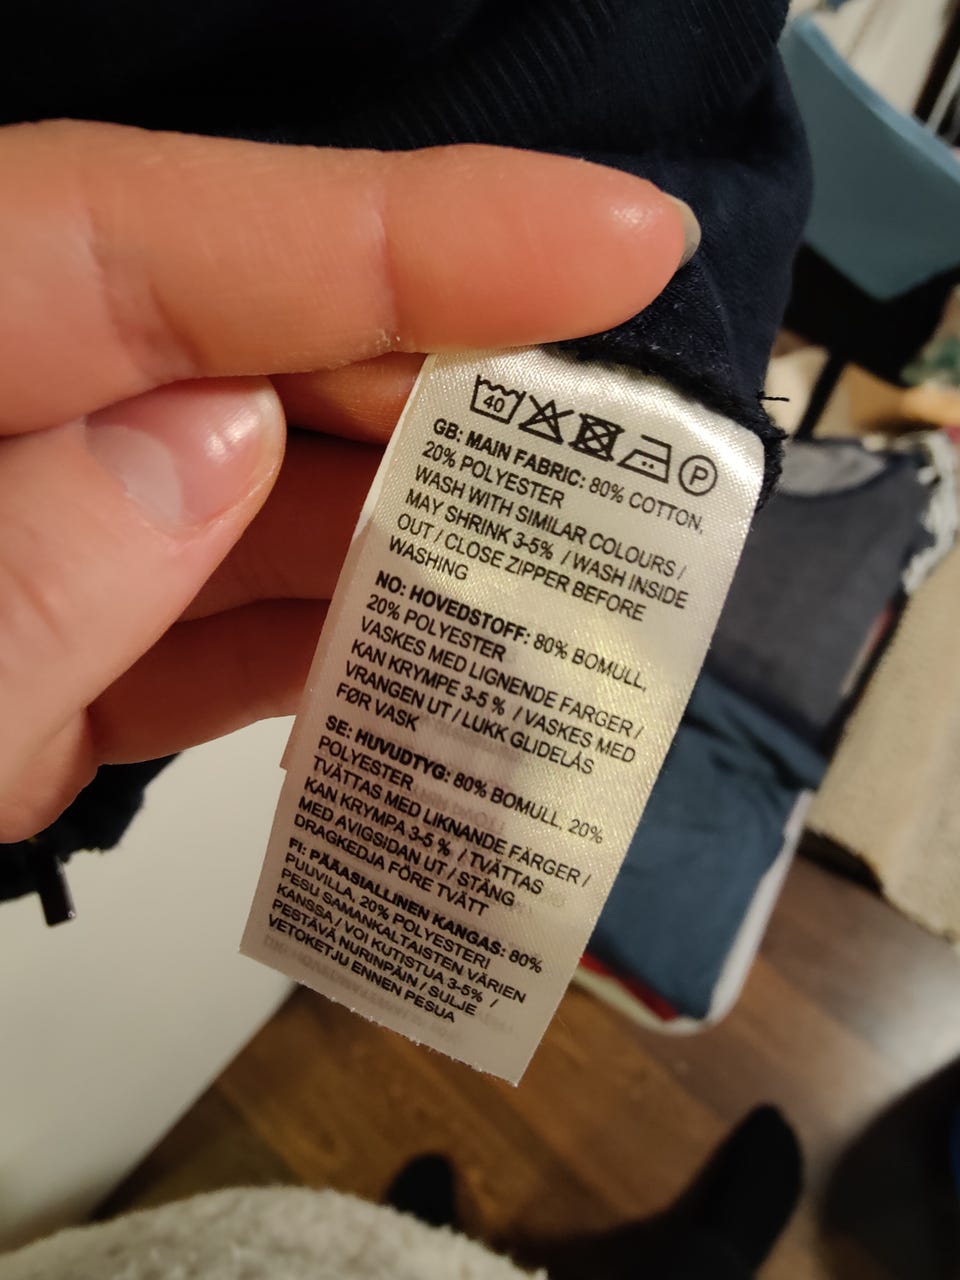 40
P
GB: MAIN FABRIC: 80% COTTON,
20% POLYESTER
WASH WITH SIMILAR COLOURS /
MAY SHRINK 3-5% / WASH INSIDE
OUT / CLOSE ZIPPER BEFORE
WASHING
NO: HOVEDSTOFF: 80% BOMULL,
20% POLYESTER
VASKES MED LIGNENDE FARGER /
KAN KRYMPE 3-5 % / VASKES MED
VRANGEN UT / LUKK GLIDELÅS
FØR VASK
SE: HUVUDTYG: 80% BOMULL, 20%
POLYESTER
TVÄTTAS MED LIKNANDE FÄRGER /
KAN KRYMPA 3-5 % / TVÄTTAS
MED AVIGSIDAN UT / STÄNG
DRAGKEDJA FÖRE TVÄTT
FI: PÄÄASIALLINEN KANGAS: 80%
PUUVILLA, 20% POLYESTERI
PESU SAMANKALTAISTEN VÄRIEN
KANSSA / VOI KUTISTUA 3-5% /
PESTÄVÄ NURINPÄIN / SULJE
VETOKETJU ENNEN PESUA